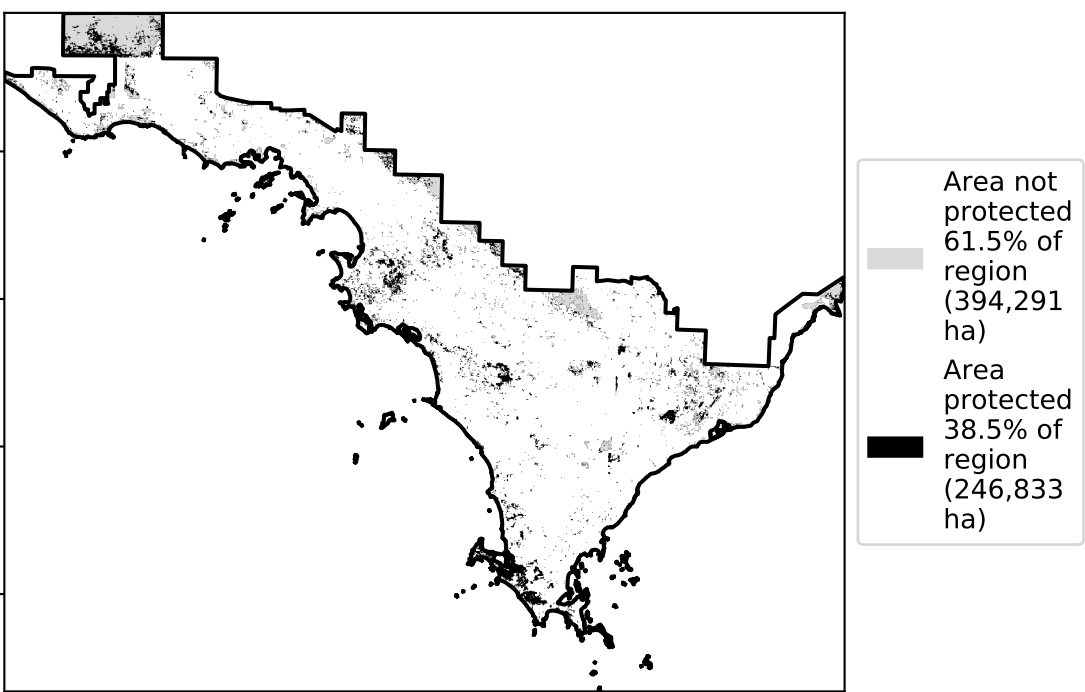 Area not
protected
61.5% of
region
(394,291
ha)
Area
protected
38.5% of
region
(246,833
ha)